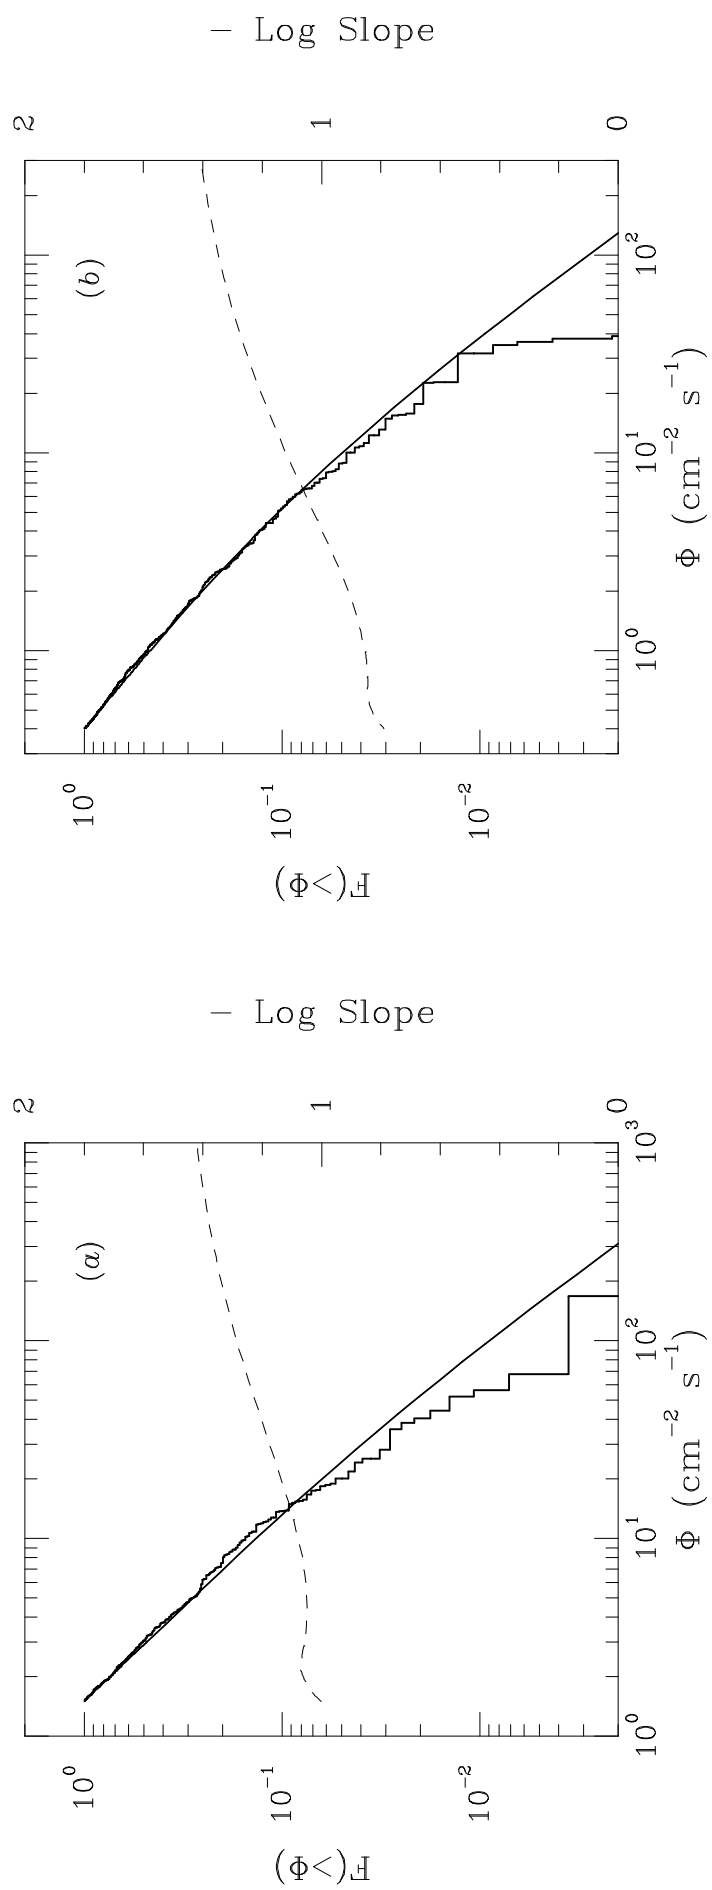 (a)
F(>Φ)
10⁰
10⁻¹
10⁻²
– Log Slope
2
1
0
10⁰ 10¹ 10² 10³
Φ (cm⁻² s⁻¹)
(b)
F(>Φ)
10⁰
10⁻¹
10⁻²
– Log Slope
2
1
0
10⁰ 10¹ 10²
Φ (cm⁻² s⁻¹)